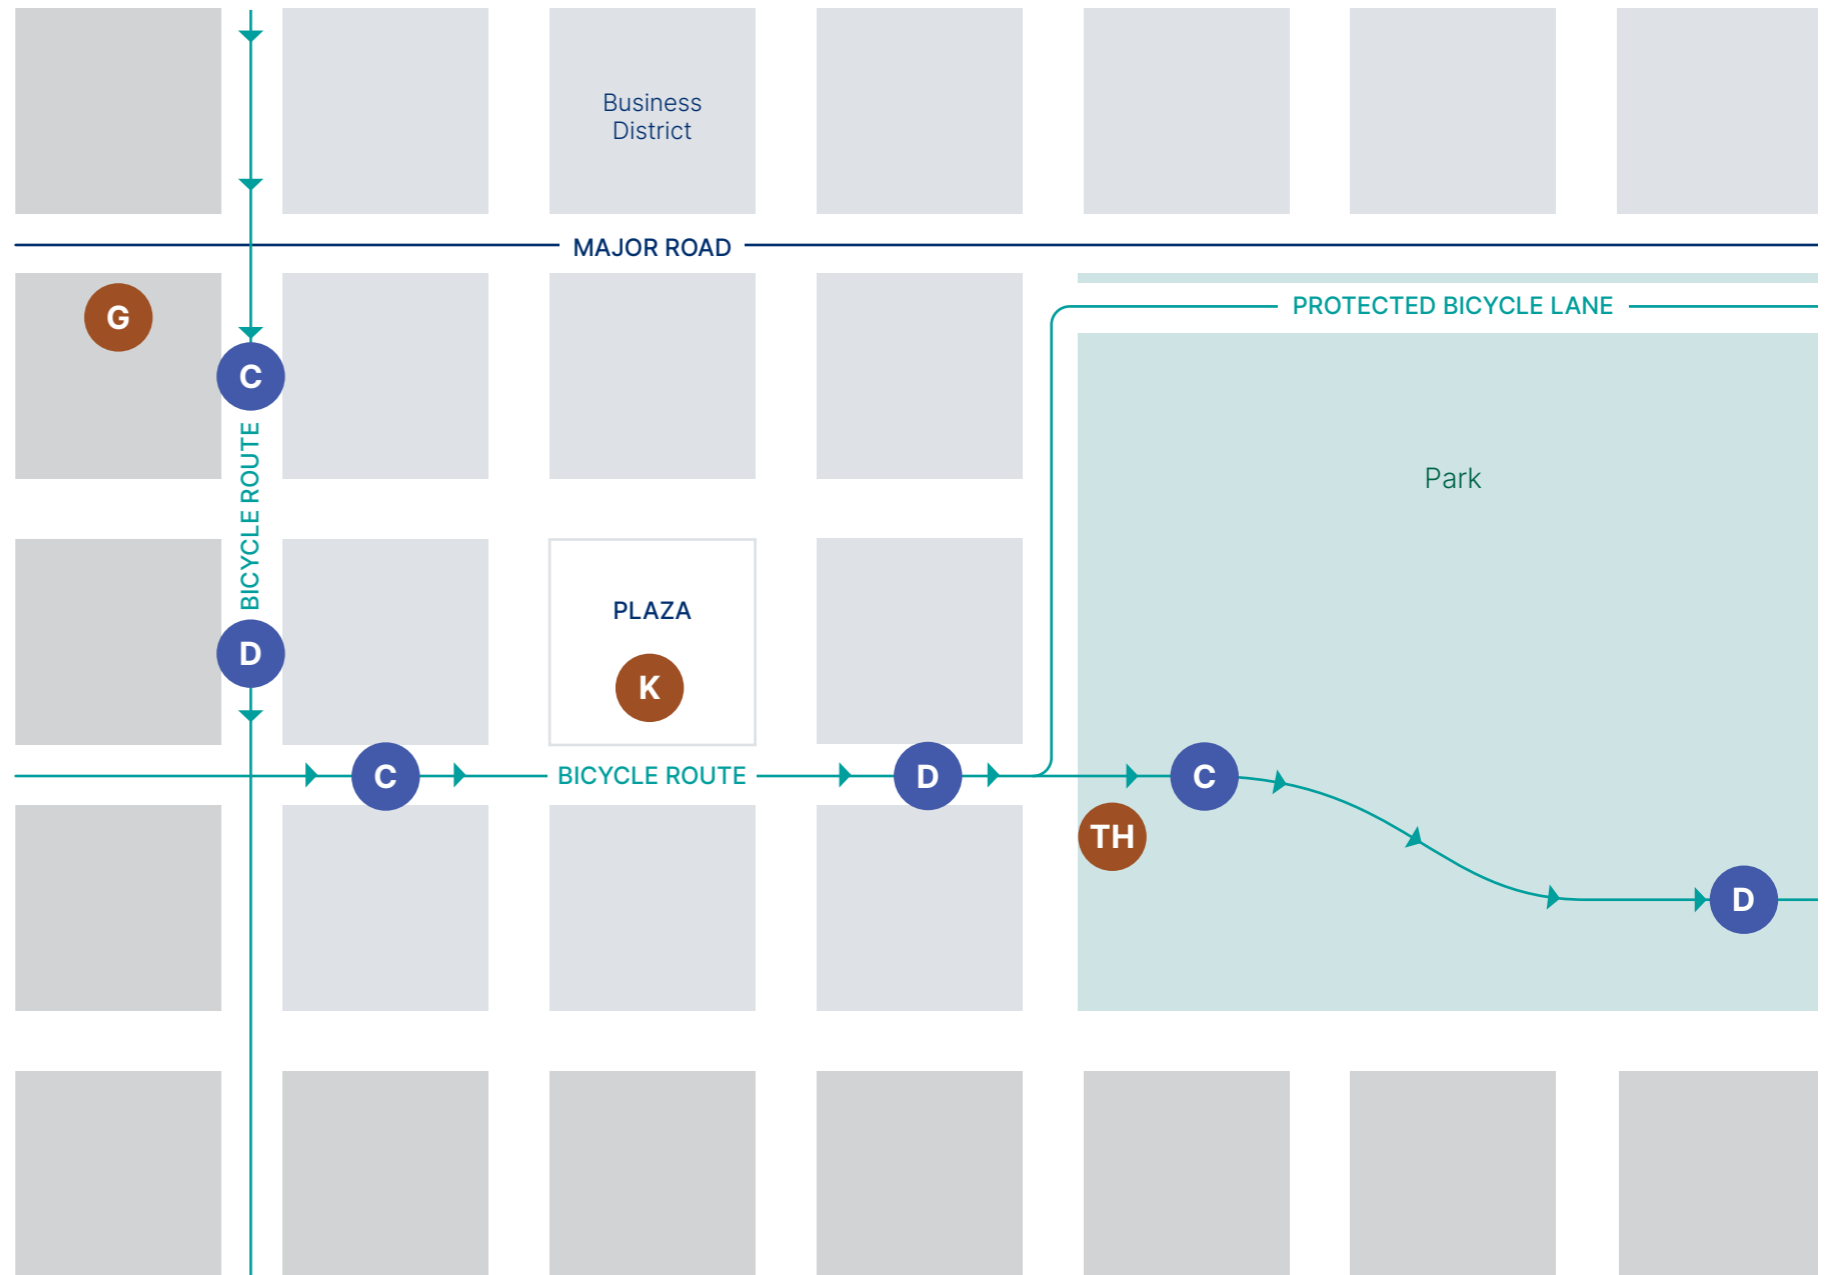 Business
District
MAJOR ROAD
PROTECTED BICYCLE LANE
G
C
BICYCLE ROUTE
Park
PLAZA
D
K
C
BICYCLE ROUTE
D
C
TH
D